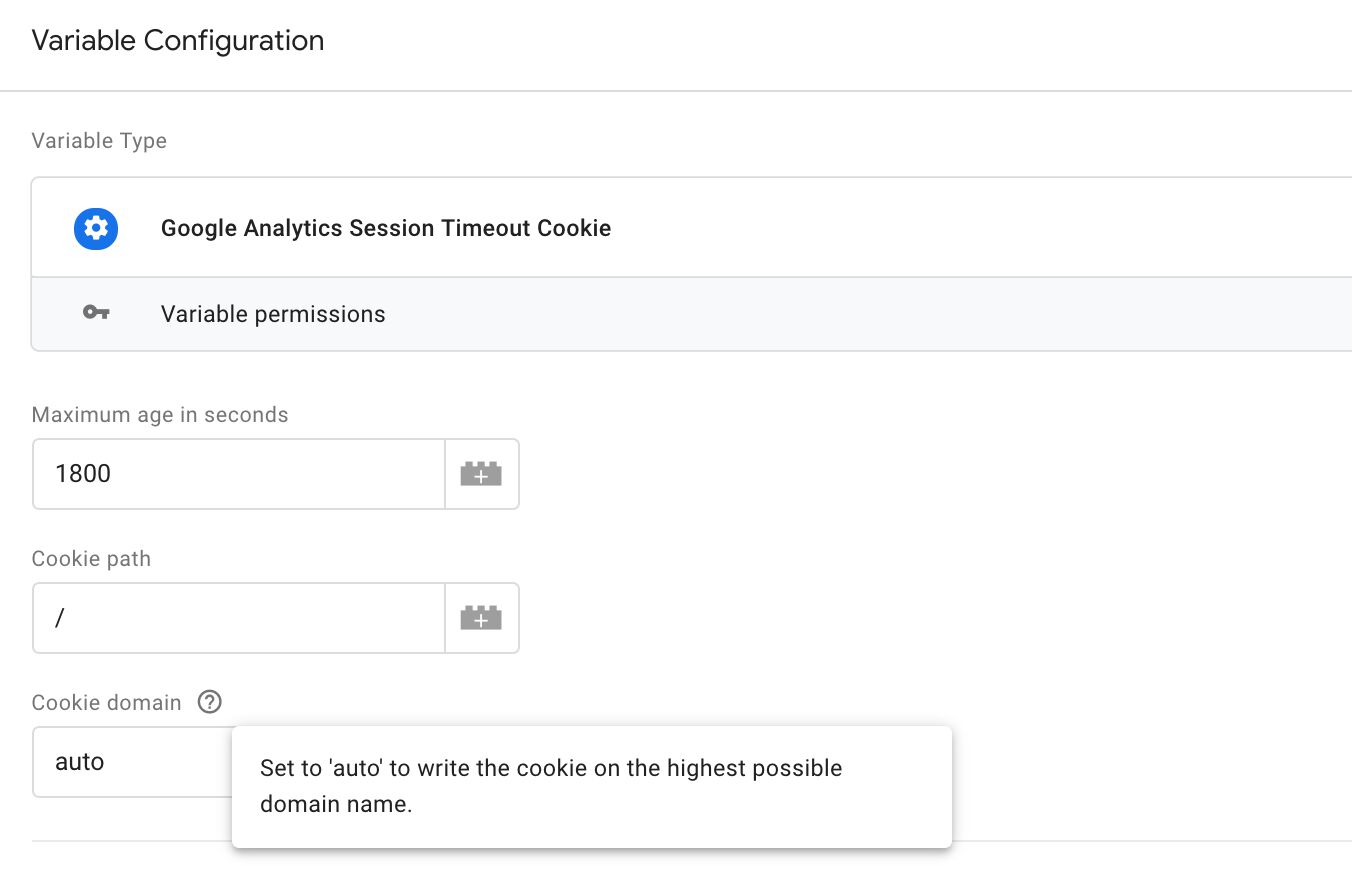 Variable Configuration
Variable Type
Google Analytics Session Timeout Cookie
Variable permissions
Maximum age in seconds
1800
Cookie path
/
Cookie domain ?
auto
Set to 'auto' to write the cookie on the highest possible
domain name.